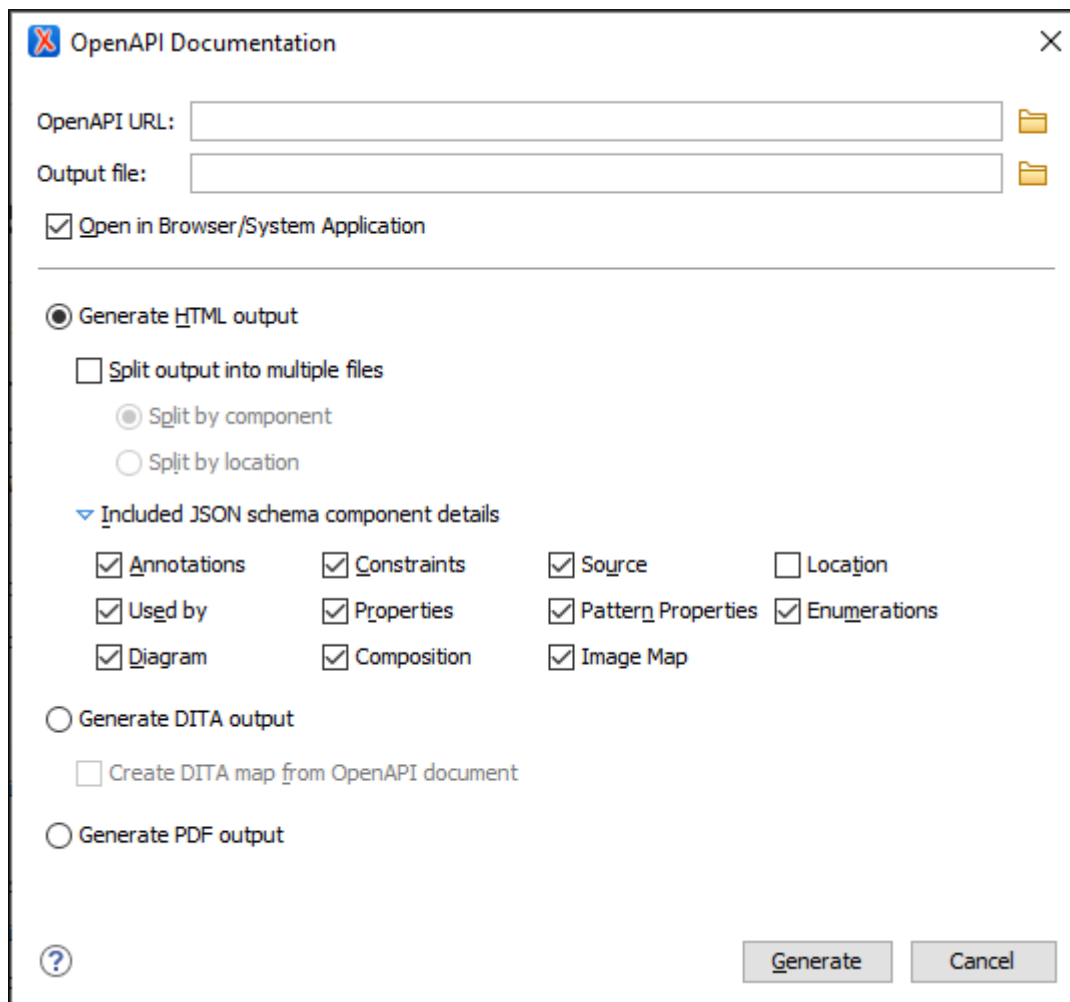 OpenAPI Documentation
OpenAPI URL:
Output file:
Open in Browser/System Application
Generate HTML output
Split output into multiple files
Split by component
Split by location
Included JSON schema component details
Annotations Constraints Source Location
Used by Properties Pattern Properties Enumerations
Diagram Composition Image Map
Generate DITA output
Create DITA map from OpenAPI document
Generate PDF output
? Generate Cancel